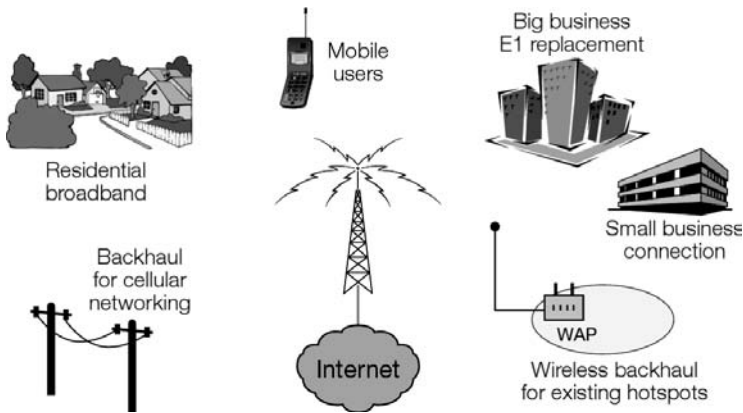 Big business
E1 replacement
Mobile
users
Residential
broadband
Small business
connection
Backhaul
for cellular
networking
Internet
WAP
Wireless backhaul
for existing hotspots